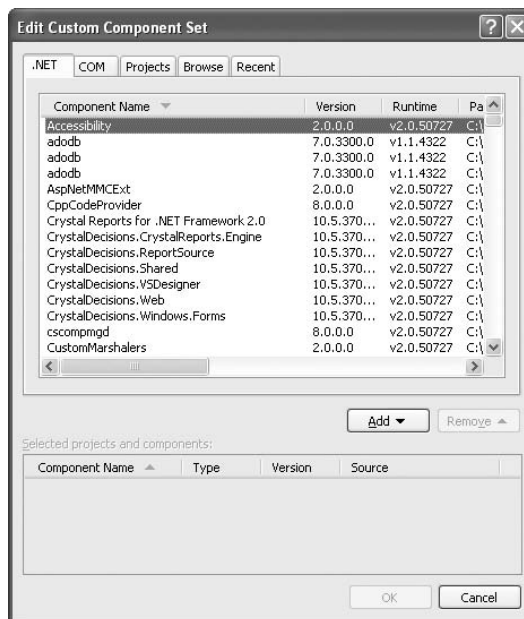 Edit Custom Component Set
.NET COM Projects Browse Recent
Component Name Version Runtime Pa
Accessibility 2.0.0.0 v2.0.50727 C:\
adodb 7.0.3300.0 v1.1.4322 C:\
adodb 7.0.3300.0 v1.1.4322 C:\
adodb 7.0.3300.0 v1.1.4322 C:\
AspNetMMCExt 2.0.0.0 v2.0.50727 C:\
CppCodeProvider 8.0.0.0 v2.0.50727 C:\
Crystal Reports for .NET Framework 2.0 10.5.370... v2.0.50727 C:\
CrystalDecisions.CrystalReports.Engine 10.5.370... v2.0.50727 C:\
CrystalDecisions.ReportSource 10.5.370... v2.0.50727 C:\
CrystalDecisions.Shared 10.5.370... v2.0.50727 C:\
CrystalDecisions.VSDesigner 10.5.370... v2.0.50727 C:\
CrystalDecisions.Web 10.5.370... v2.0.50727 C:\
CrystalDecisions.Windows.Forms 10.5.370... v2.0.50727 C:\
cscompmgd 8.0.0.0 v2.0.50727 C:\
CustomMarshalers 2.0.0.0 v2.0.50727 C:\
Add Remove
Selected projects and components:
Component Name Type Version Source
OK Cancel